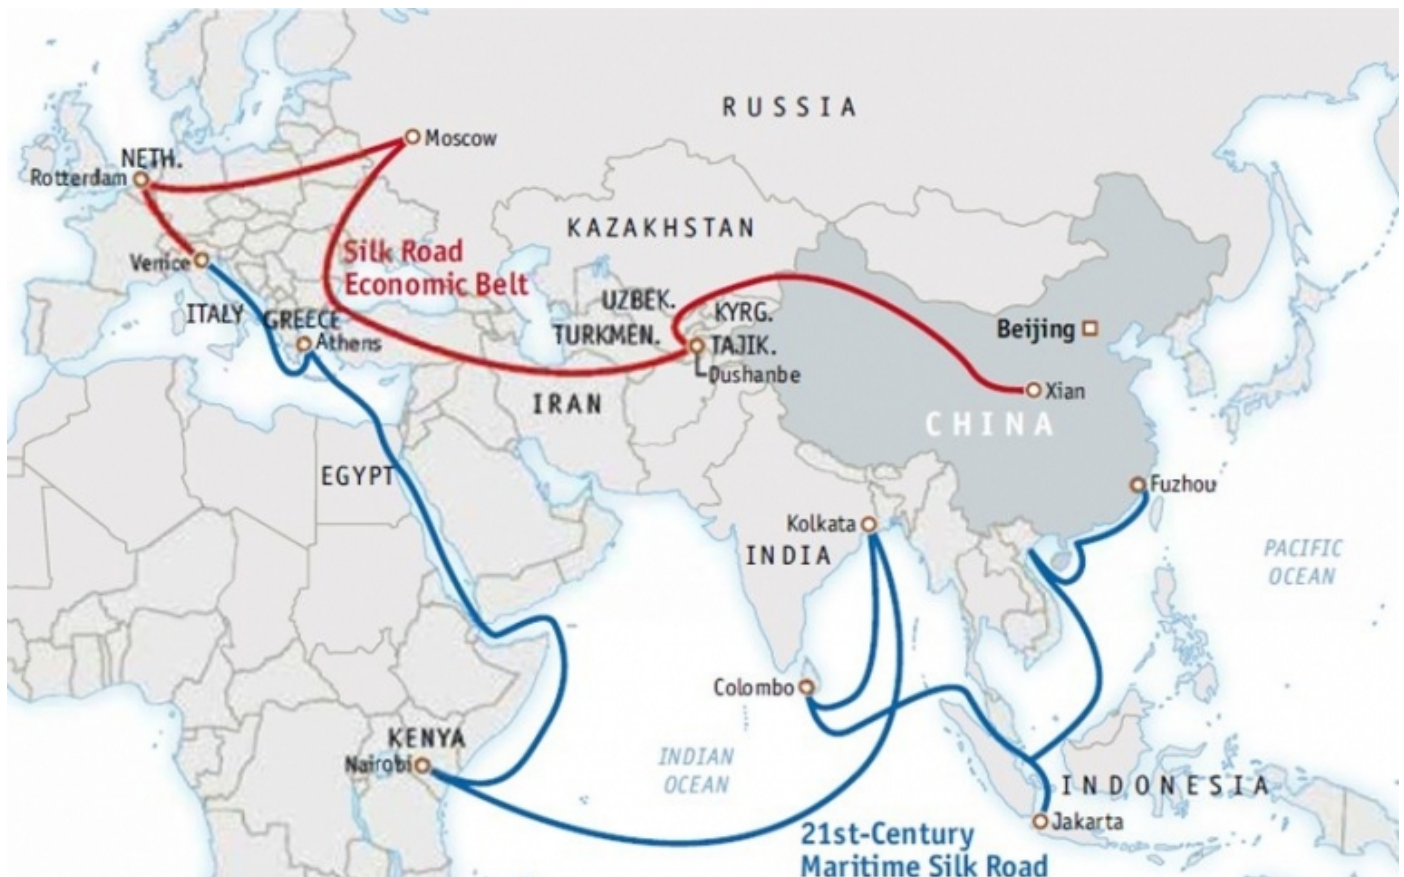 RUSSIA
Moscow
NETH.
Rotterdam
KAZAKHSTAN
Silk Road
Economic Belt
Venice
UZBEK.
KYRG.
ITALY
GREECE
Athens
TURKMEN.
TAJIK.
Dushanbe
Beijing
Xian
IRAN
CHINA
EGYPT
Fuzhou
Kolkata
INDIA
PACIFIC
OCEAN
Colombo
KENYA
Nairobi
INDIAN
OCEAN
INDONESIA
Jakarta
21st-Century
Maritime Silk Road